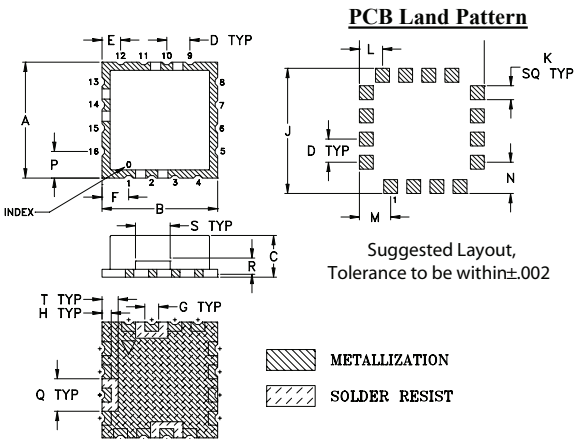 PCB Land Pattern
E
D TYP
12 11 10 9
13
14
15
16
8
7
6
5
A
P
0
1 2 3 4
F
B
INDEX
S TYP
R
C
T TYP
H TYP
G TYP
Q TYP
L
K
SQ TYP
J
D TYP
N
M
1
Suggested Layout,
Tolerance to be within±.002
METALLIZATION
SOLDER RESIST